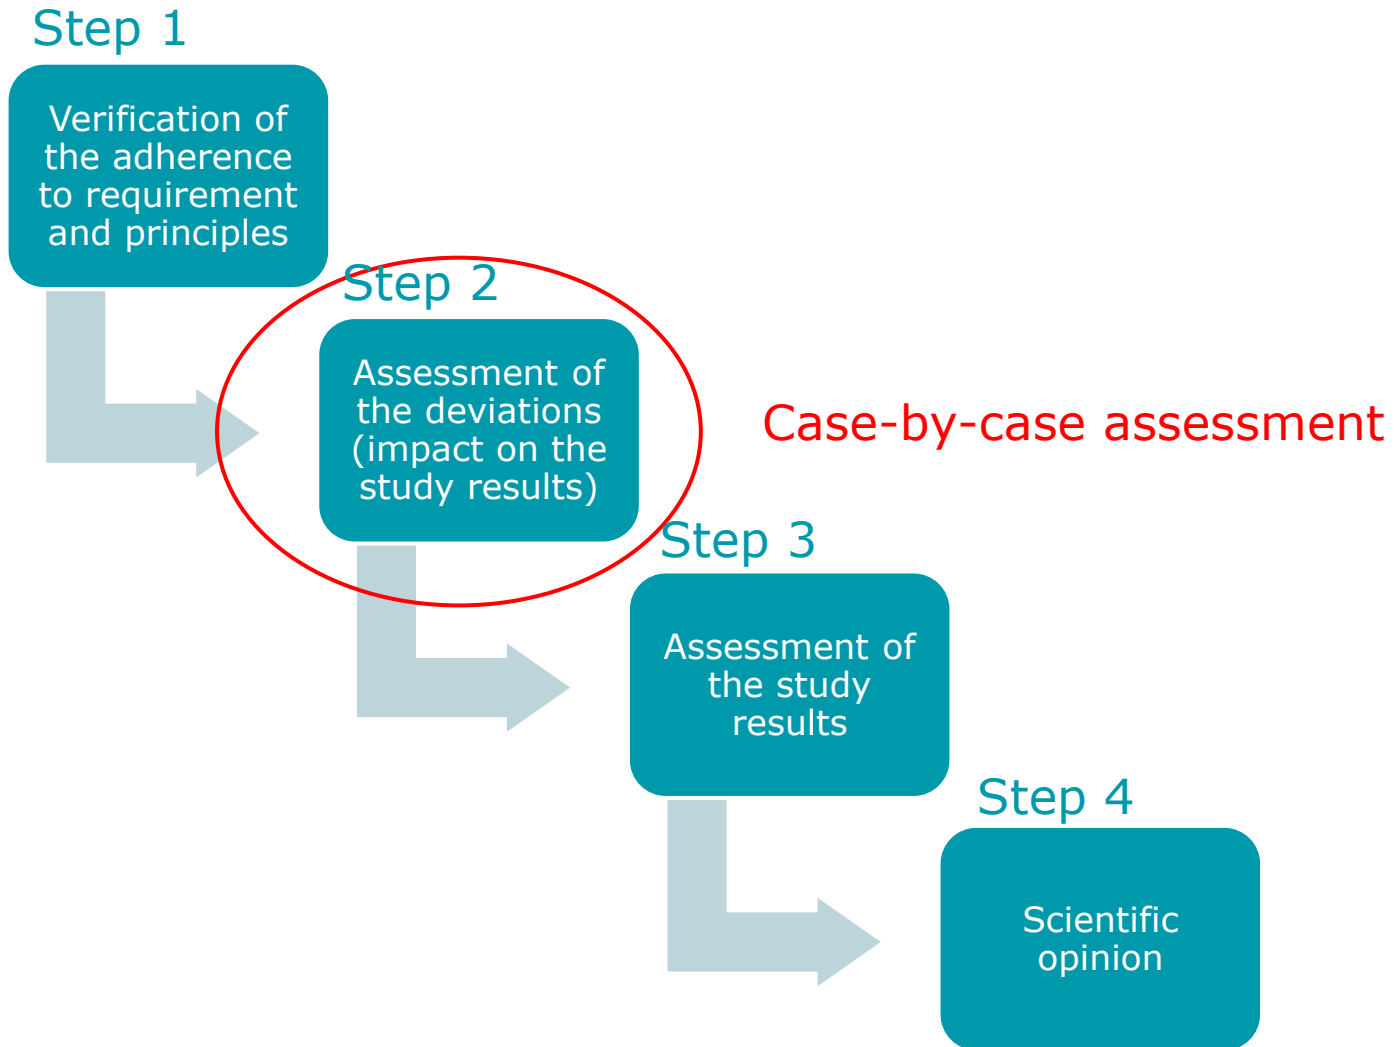 Step 1
Verification of
the adherence
to requirement
and principles
Step 2
Assessment of
the deviations
(impact on the
study results)
Case-by-case assessment
Step 3
Assessment of
the study
results
Step 4
Scientific
opinion